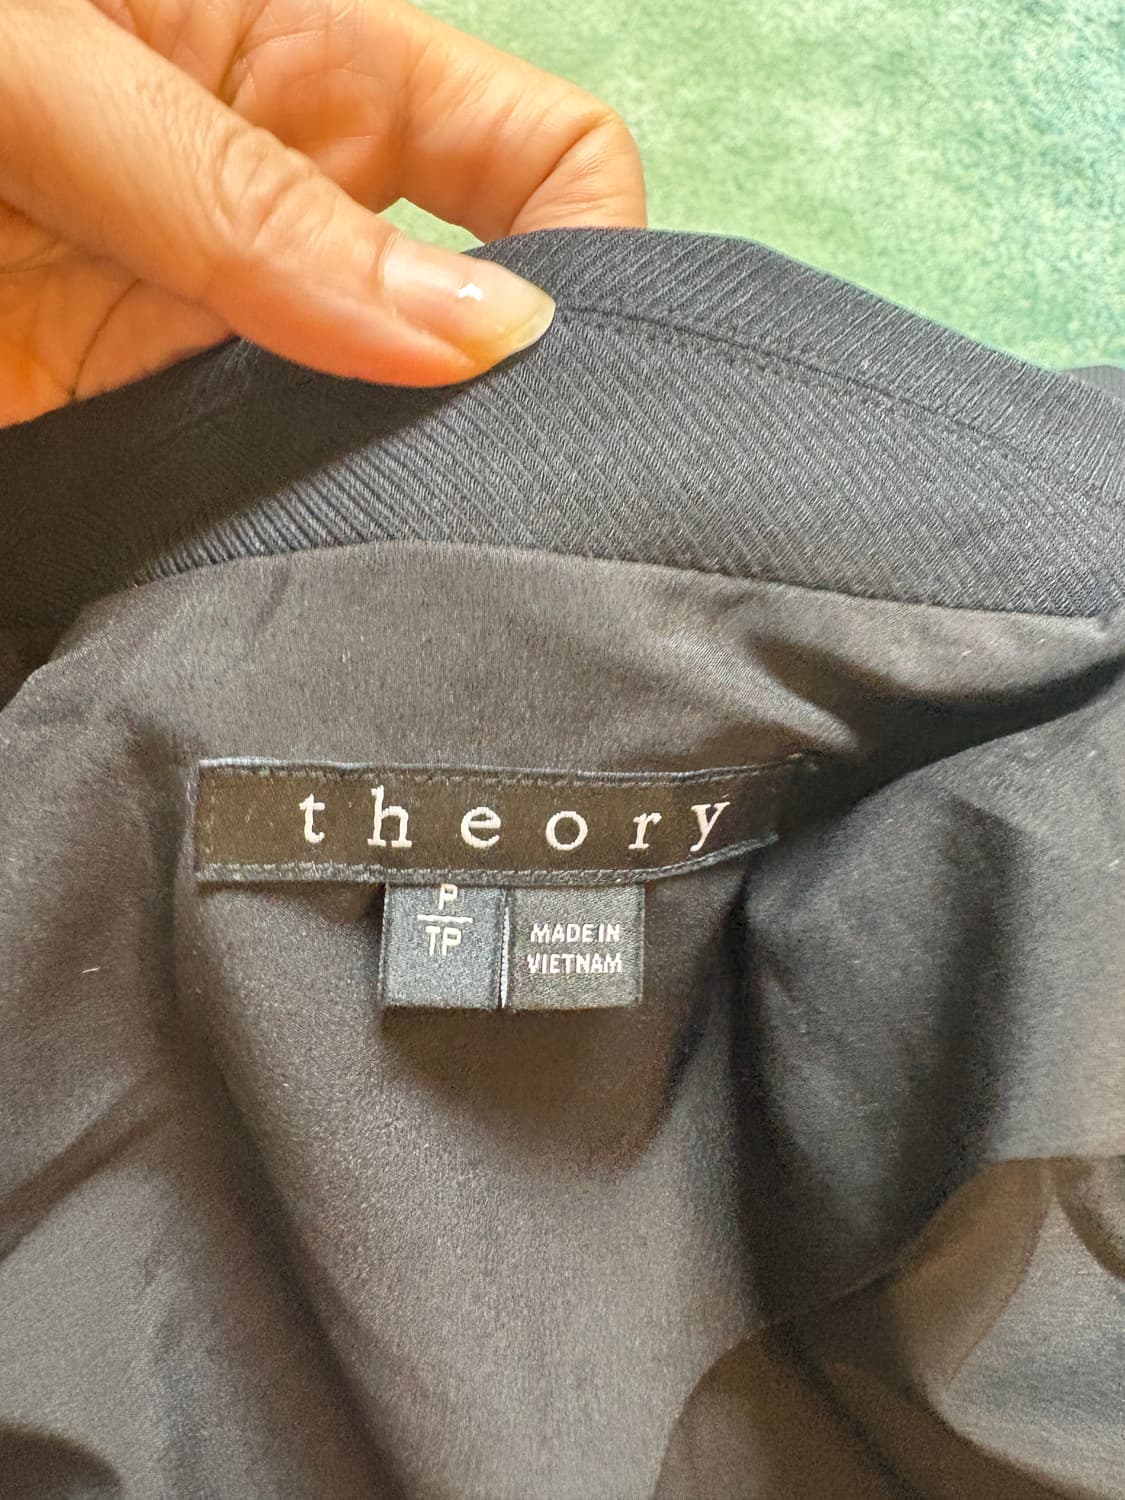 theory
P
TP
MADE IN
VIETNAM